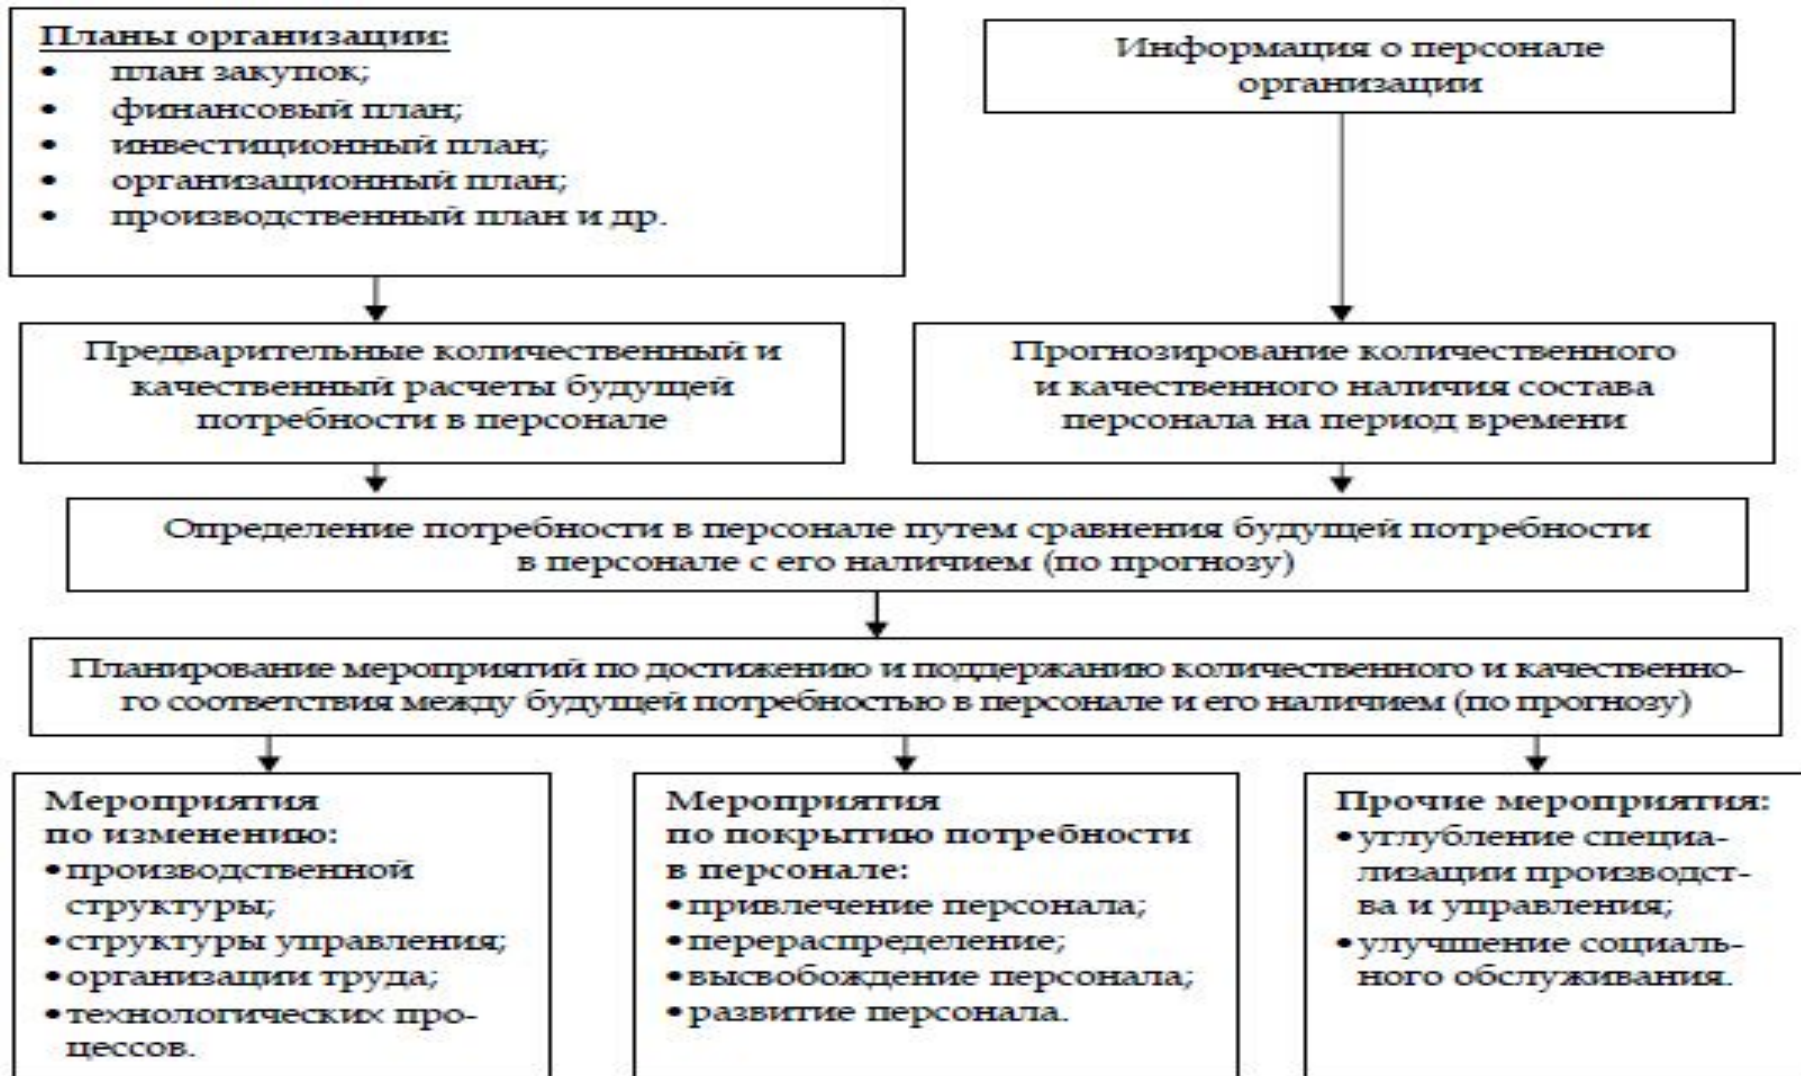 Планы организации:
• план закупок;
• финансовый план;
• инвестиционный план;
• организационный план;
• производственный план и др.
Информация о персонале
организации
Предварительные количественный и
качественный расчеты будущей
потребности в персонале
Прогнозирование количественного
и качественного наличия состава
персонала на период времени
Определение потребности в персонале путем сравнения будущей потребности
в персонале с его наличием (по прогнозу)
Планирование мероприятий по достижению и поддержанию количественного и качественно-
го соответствия между будущей потребностью в персонале и его наличием (по прогнозу)
Мероприятия
по изменению:
• производственной
структуры;
• структуры управления;
• организации труда;
• технологических про-
цессов.
Мероприятия
по покрытию потребности
в персонале:
• привлечение персонала;
• перераспределение;
• высвобождение персонала;
• развитие персонала.
Прочие мероприятия:
• углубление специа-
лизации производст-
ва и управления;
• улучшение социаль-
ного обслуживания.